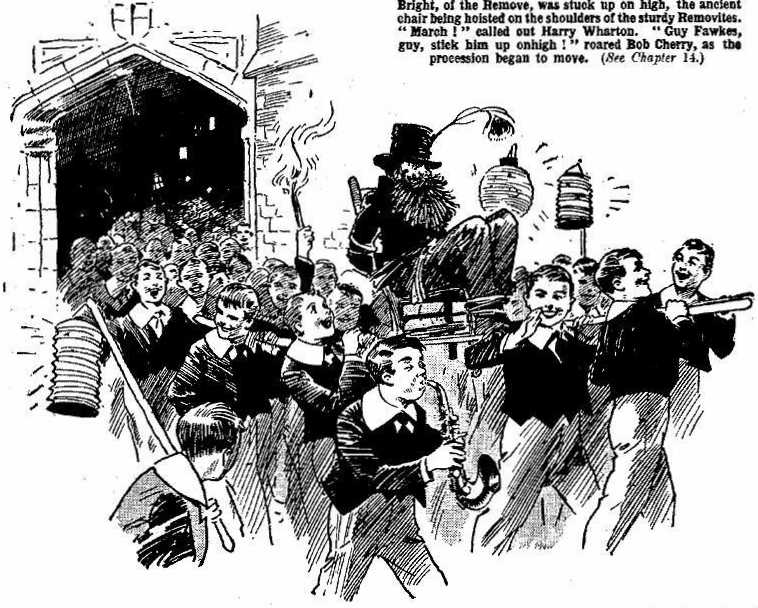 Bright, of the Remove, was stuck up on high, the ancient
chair being hoisted on the shoulders of the sturdy Removites.
“ March ! ” called out Harry Wharton. “ Guy Fawkes,
guy, stick him up onhigh ! ” roared Bob Cherry, as the
procession began to move. (See Chapter 14.)